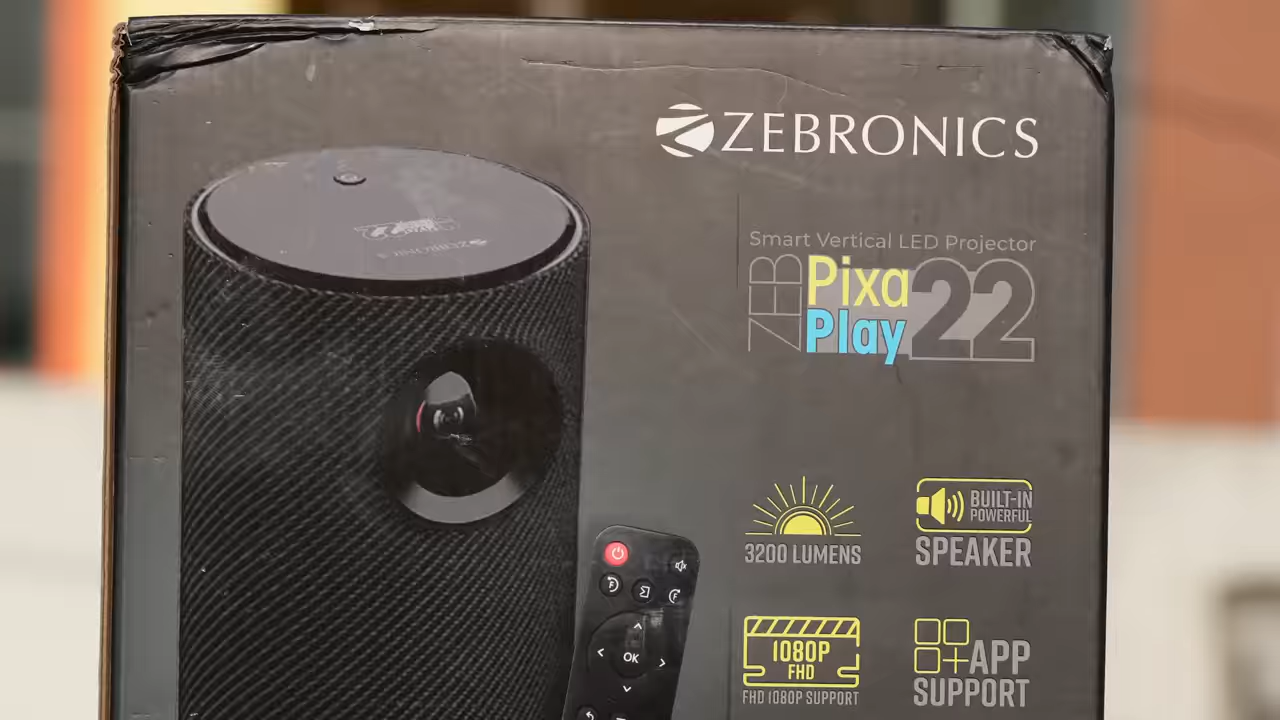 ZEBRONICS
Smart Vertical LED Projector
ZEB
Pixa
Play
22
3200 LUMENS
BUILT-IN
POWERFUL
SPEAKER
1080P
FHD
FHD 1080P SUPPORT
APP
SUPPORT
ZEBRONICS
F
F
OK